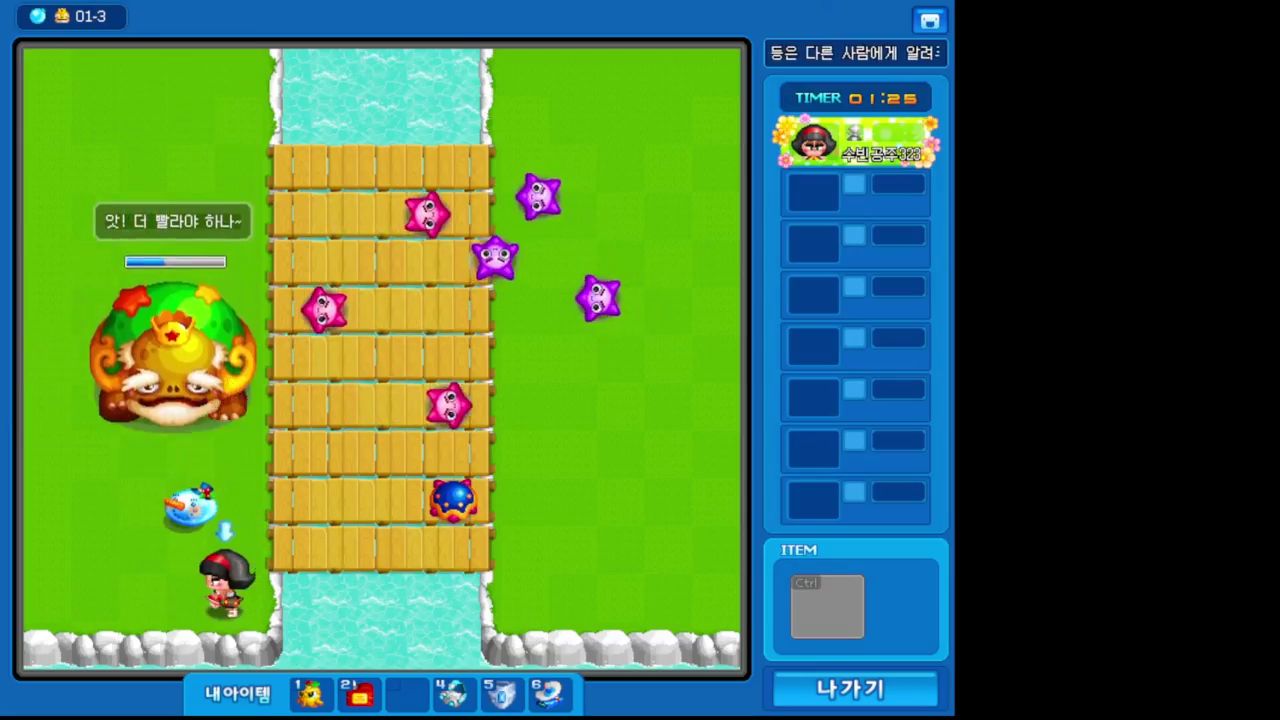 01-3
등은 다른 사람에게 알려
TIMER 01:25
수빈공주323
앗! 더 빨라야 하나~
ITEM
Ctrl
내아이템 1 2 4 5 6
나가기